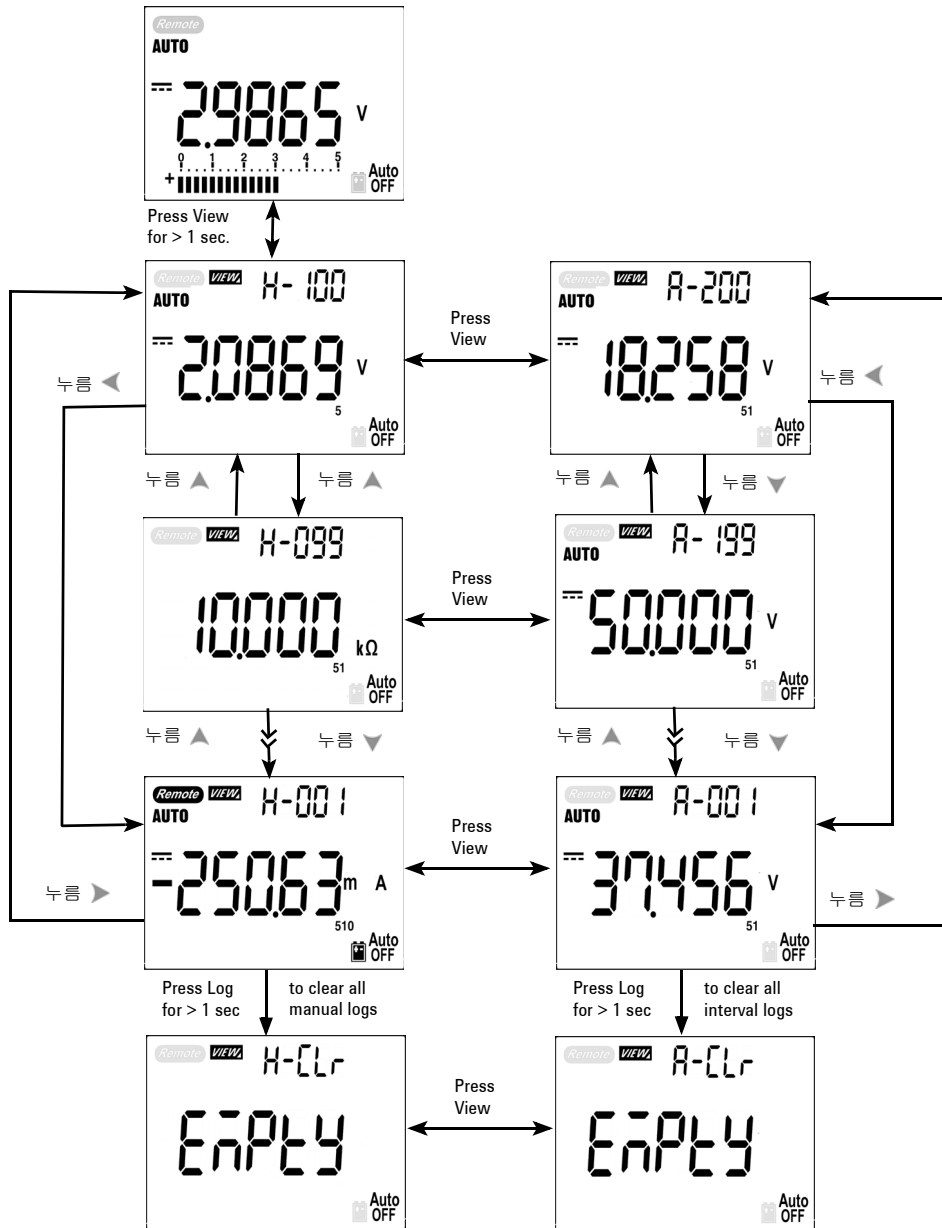 Remote
AUTO
2.9865 V
0 1 2 3 4 5
+
Auto
OFF
Press View
for > 1 sec.
Remote VIEW H-100
AUTO
2.0869 V
5
Auto
OFF
Press
View
Remote VIEW A-200
AUTO
18.258 V
51
Auto
OFF
누름
누름
누름
누름
누름
누름
Remote VIEW H-099
10.000 kΩ
51
Auto
OFF
Press
View
Remote VIEW A-199
AUTO
50.000 V
51
Auto
OFF
누름
누름
누름
누름
Remote VIEW H-001
AUTO
-250.63 m A
510
Auto
OFF
Press
View
Remote VIEW A-001
AUTO
37.456 V
51
Auto
OFF
누름
누름
Press Log
for > 1 sec
to clear all
manual logs
Press Log
for > 1 sec
to clear all
interval logs
Remote VIEW H-CLr
EmPty
Auto
OFF
Press
View
Remote VIEW A-CLr
EmPty
Auto
OFF